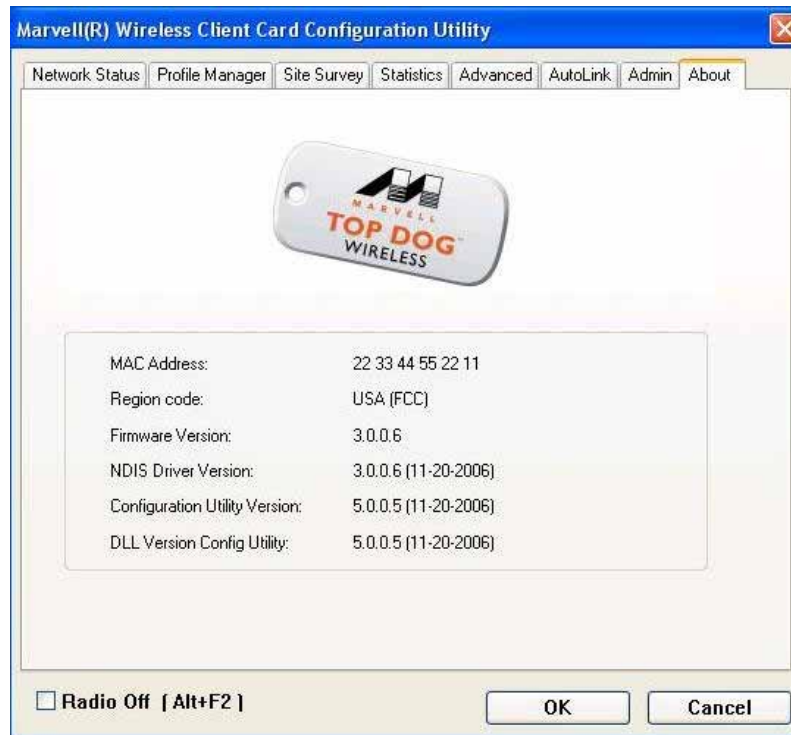 Marvell(R) Wireless Client Card Configuration Utility
Network Status Profile Manager Site Survey Statistics Advanced AutoLink Admin About
MARVELL
TOP DOG™
WIRELESS
MAC Address: 22 33 44 55 22 11
Region code: USA (FCC)
Firmware Version: 3.0.0.6
NDIS Driver Version: 3.0.0.6 (11-20-2006)
Configuration Utility Version: 5.0.0.5 (11-20-2006)
DLL Version Config Utility: 5.0.0.5 (11-20-2006)
Radio Off ( Alt+F2 ) OK Cancel